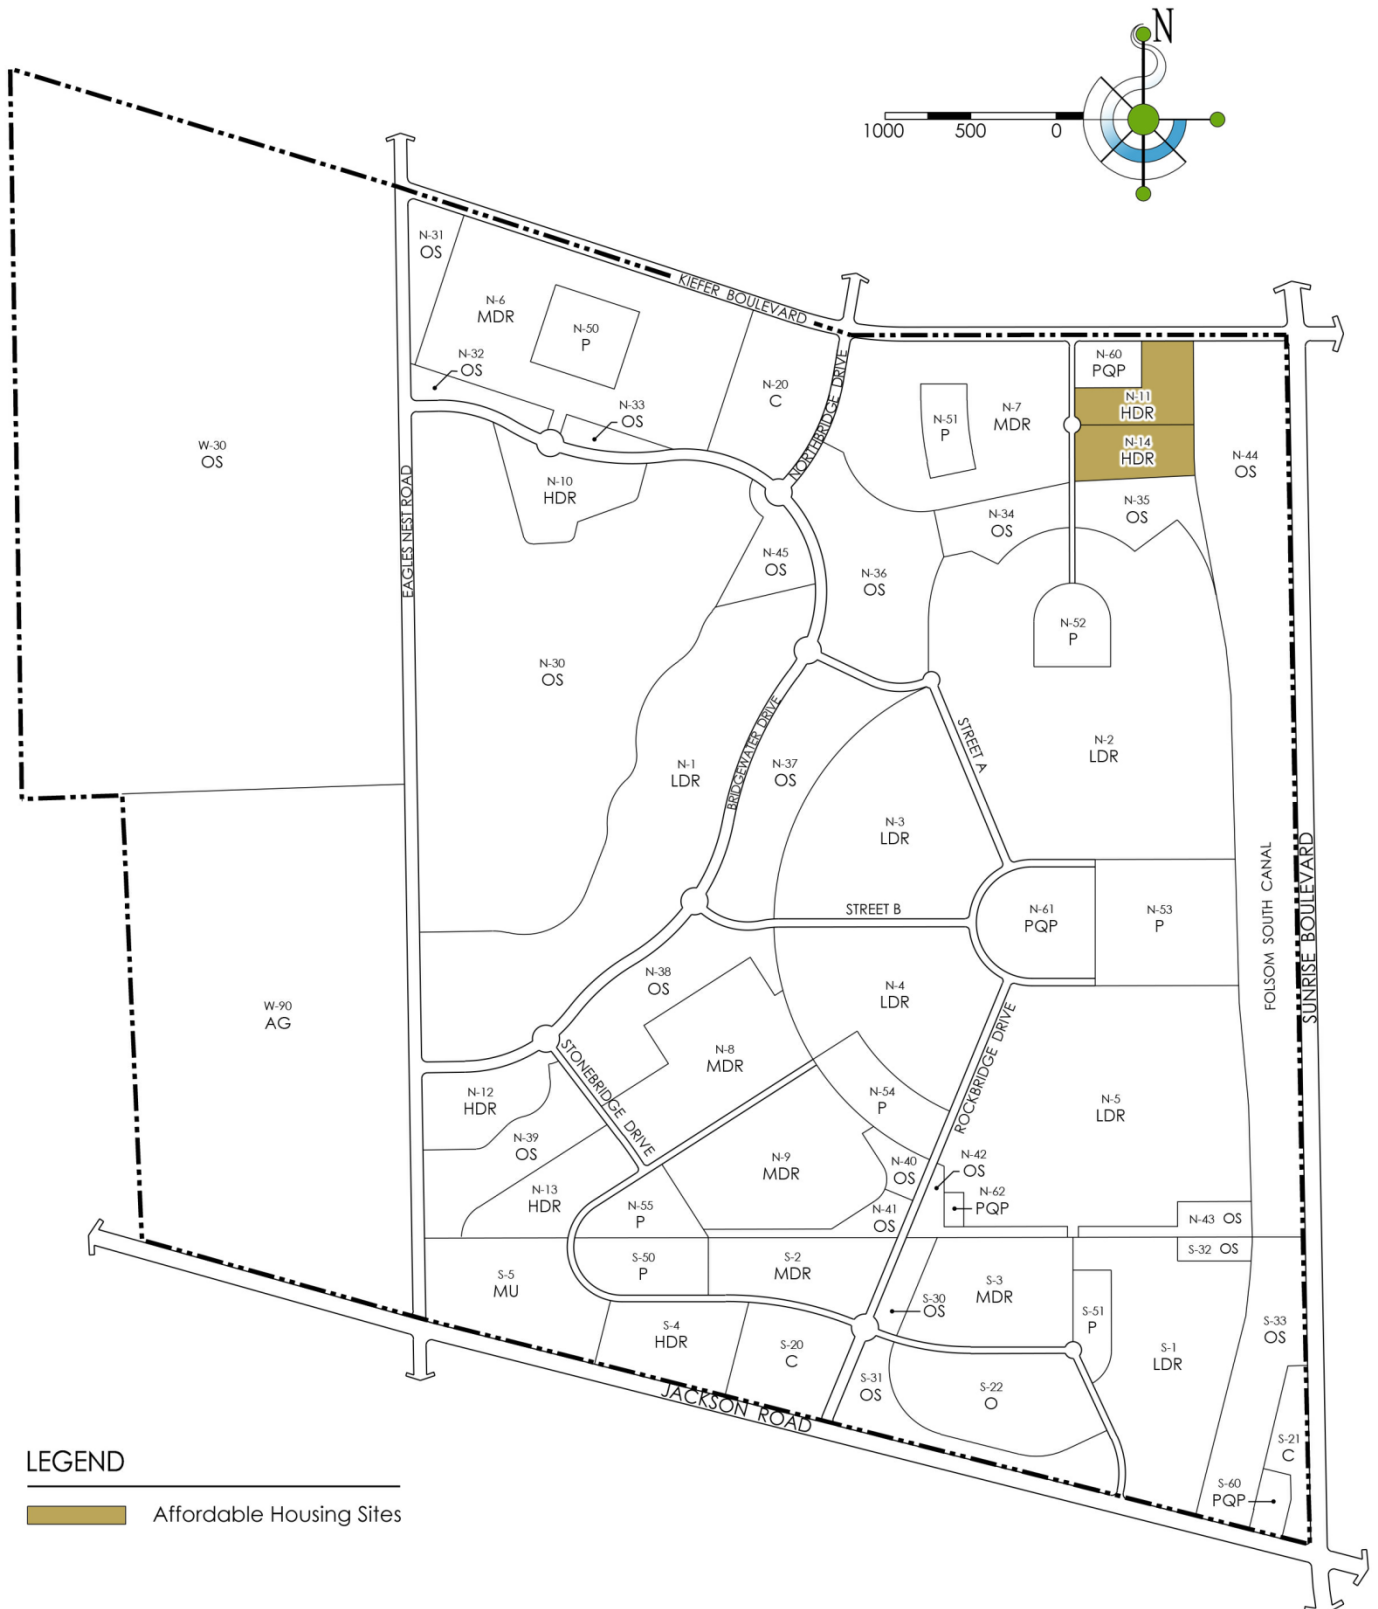 N
1000 500 0
N-31
OS
KIEFER BOULEVARD
N-6
MDR
N-50
P
N-32
OS
N-33
OS
N-20
C
NORTHBRIDGE DRIVE
N-60
PQP
N-11
HDR
N-14
HDR
N-51
P
N-7
MDR
N-44
OS
W-30
OS
EAGLES NEST ROAD
N-10
HDR
N-34
OS
N-35
OS
N-45
OS
N-36
OS
N-52
P
N-30
OS
STREET A
N-2
LDR
N-1
LDR
BRIDGEWATER DRIVE
N-37
OS
N-3
LDR
FOLSOM SOUTH CANAL
SUNRISE BOULEVARD
STREET B
N-61
PQP
N-53
P
N-38
OS
N-4
LDR
W-90
AG
STONEBRIDGE DRIVE
N-8
MDR
ROCKBRIDGE DRIVE
N-54
P
N-5
LDR
N-12
HDR
N-39
OS
N-9
MDR
N-40
OS
N-42
OS
N-13
HDR
N-62
PQP
N-55
P
N-41
OS
N-43 OS
S-32 OS
S-5
MU
S-50
P
S-2
MDR
S-3
MDR
S-30
OS
S-51
P
S-33
OS
S-4
HDR
S-20
C
S-1
LDR
S-31
OS
S-22
O
JACKSON ROAD
S-21
C
S-60
PQP
LEGEND
Affordable Housing Sites